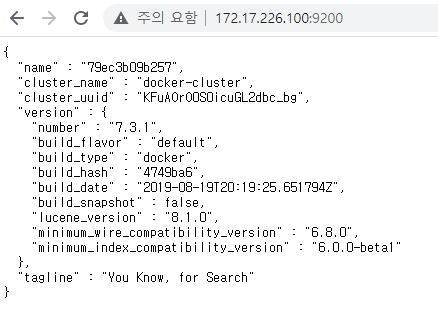 주의 요함 | 172.17.226.100:9200
{
  "name" : "79ec3b09b257",
  "cluster_name" : "docker-cluster",
  "cluster_uuid" : "KFuAOrOOSOicuGL2dbc_bg",
  "version" : {
    "number" : "7.3.1",
    "build_flavor" : "default",
    "build_type" : "docker",
    "build_hash" : "4749ba6",
    "build_date" : "2019-08-19T20:19:25.651794Z",
    "build_snapshot" : false,
    "lucene_version" : "8.1.0",
    "minimum_wire_compatibility_version" : "6.8.0",
    "minimum_index_compatibility_version" : "6.0.0-beta1"
  },
  "tagline" : "You Know, for Search"
}